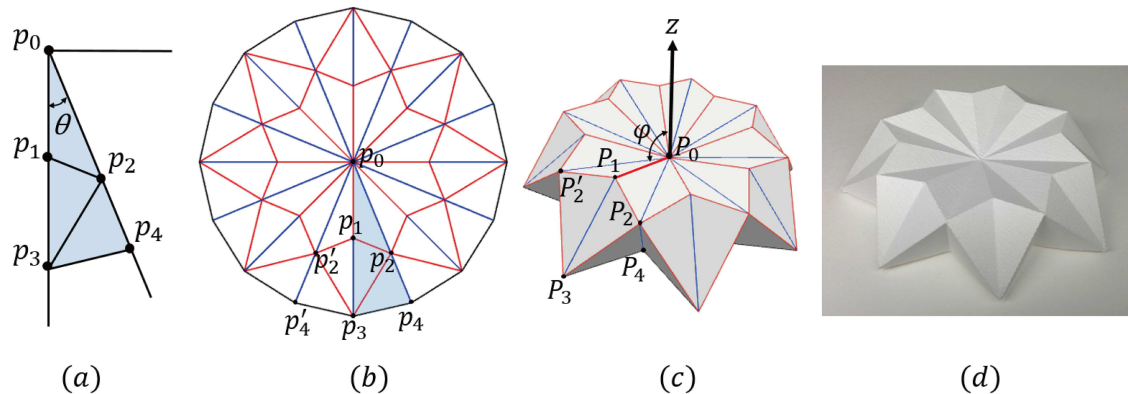 p₀
θ
p₁
p₂
p₃
p₄
(a)
p₀
p₁
p₂′
p₂
p₄′
p₃
p₄
(b)
z
φ
P₀
P₁
P₂′
P₂
P₄
P₃
(c)
(d)